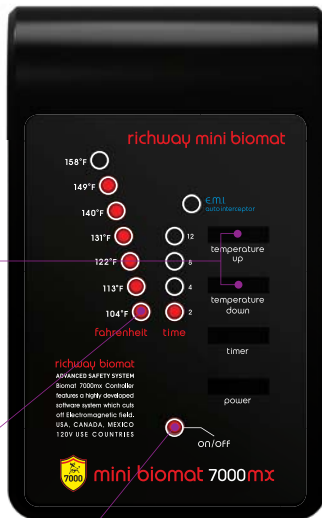 richway mini biomat
158°F
149°F
140°F
131°F
122°F
113°F
104°F
fahrenheit
E.M.I.
auto interceptor
12
8
4
2
time
temperature
up
temperature
down
timer
power
richway biomat
ADVANCED SAFETY SYSTEM
Biomat 7000mx Controller
features a highly developed
software system which cuts
off Electromagnetic field.
USA, CANADA, MEXICO
120V USE COUNTRIES
on/off
7000
mini biomat 7000mx